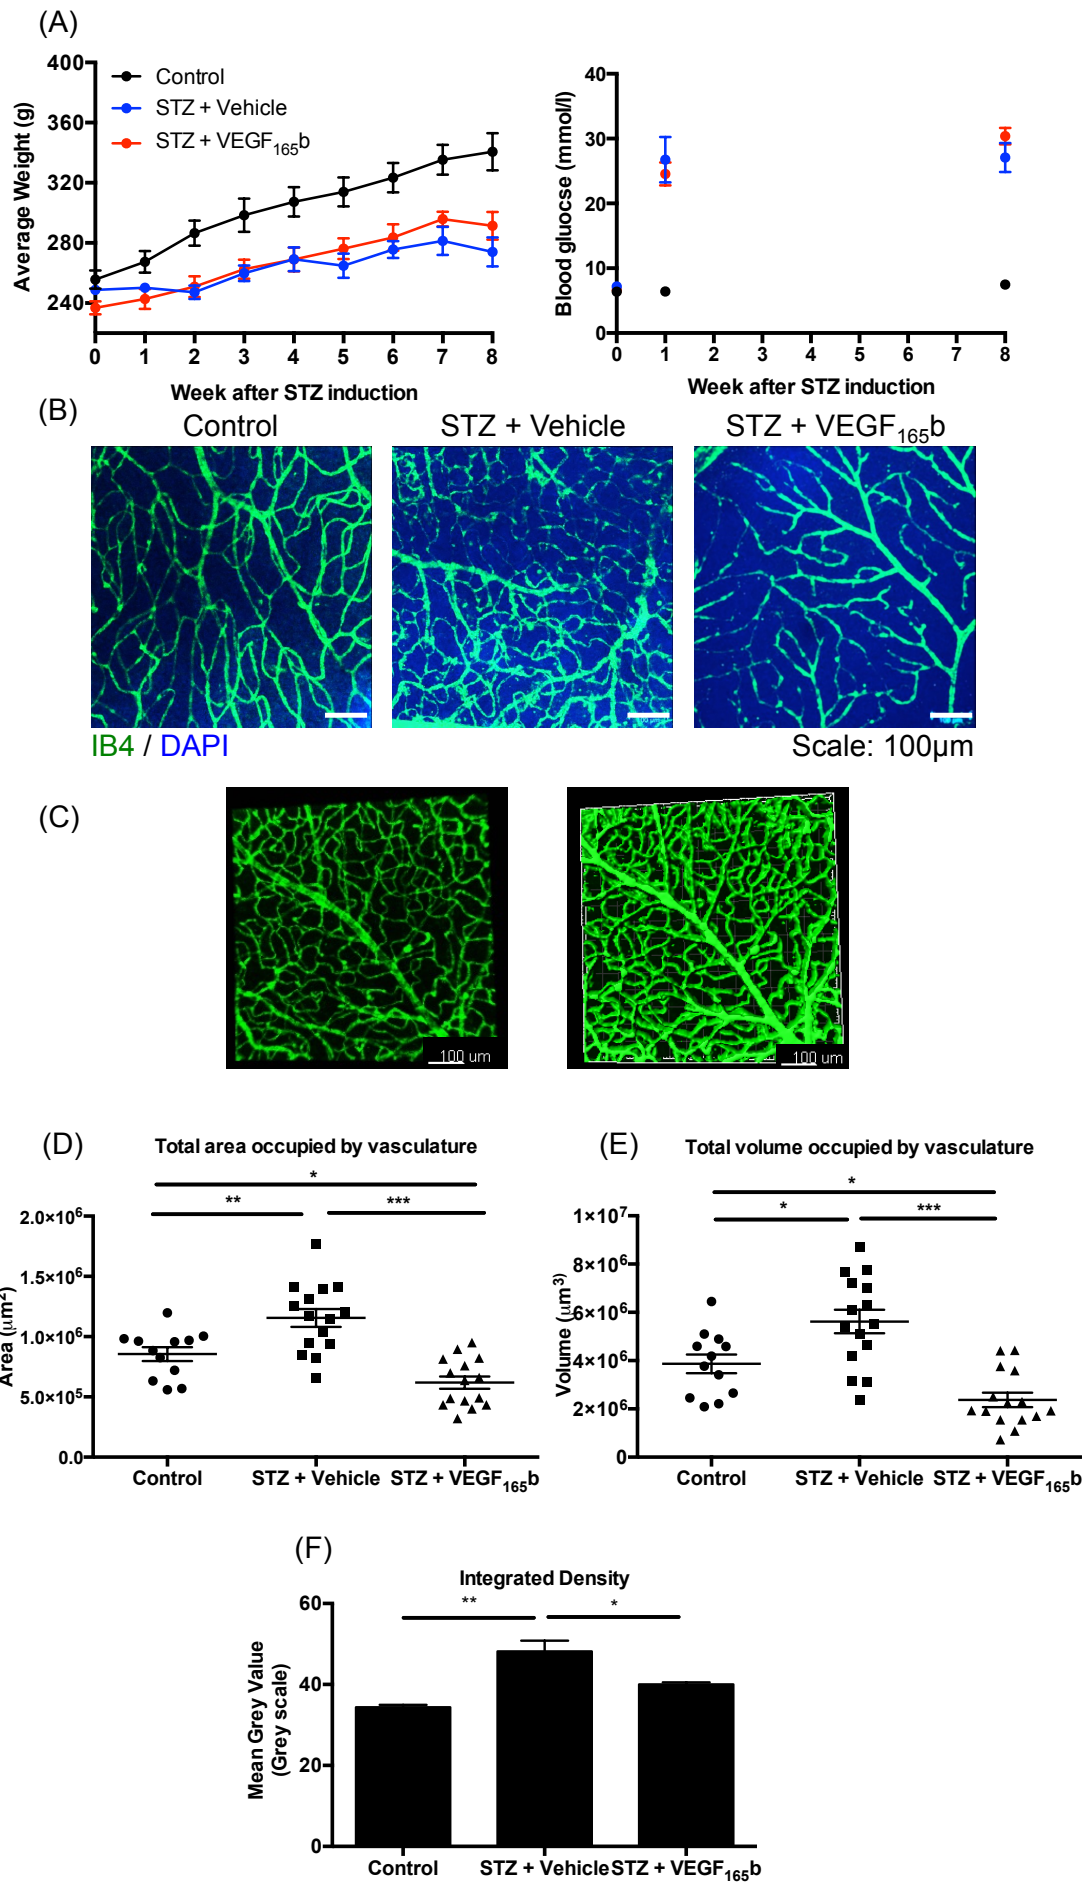 (A)
400
360
320
280
240
Average Weight (g)
Control
STZ + Vehicle
STZ + VEGF₁₆₅b
0 1 2 3 4 5 6 7 8
Week after STZ induction
40
30
20
10
0
Blood gluocse (mmol/l)
0 1 2 3 4 5 6 7 8
Week after STZ induction
(B)
Control STZ + Vehicle STZ + VEGF₁₆₅b
IB4 / DAPI Scale: 100µm
(C)
100 um
100 um
(D)
Total area occupied by vasculature
*
** ***
2.0×10⁶
1.5×10⁶
1.0×10⁶
5.0×10⁵
0.0
Area (µm²)
Control STZ + Vehicle STZ + VEGF₁₆₅b
(E)
Total volume occupied by vasculature
*
* ***
1×10⁷
8×10⁶
6×10⁶
4×10⁶
2×10⁶
0
Volume (µm³)
Control STZ + Vehicle STZ + VEGF₁₆₅b
(F)
Integrated Density
** *
60
40
20
0
Mean Grey Value
(Grey scale)
Control STZ + Vehicle STZ + VEGF₁₆₅b